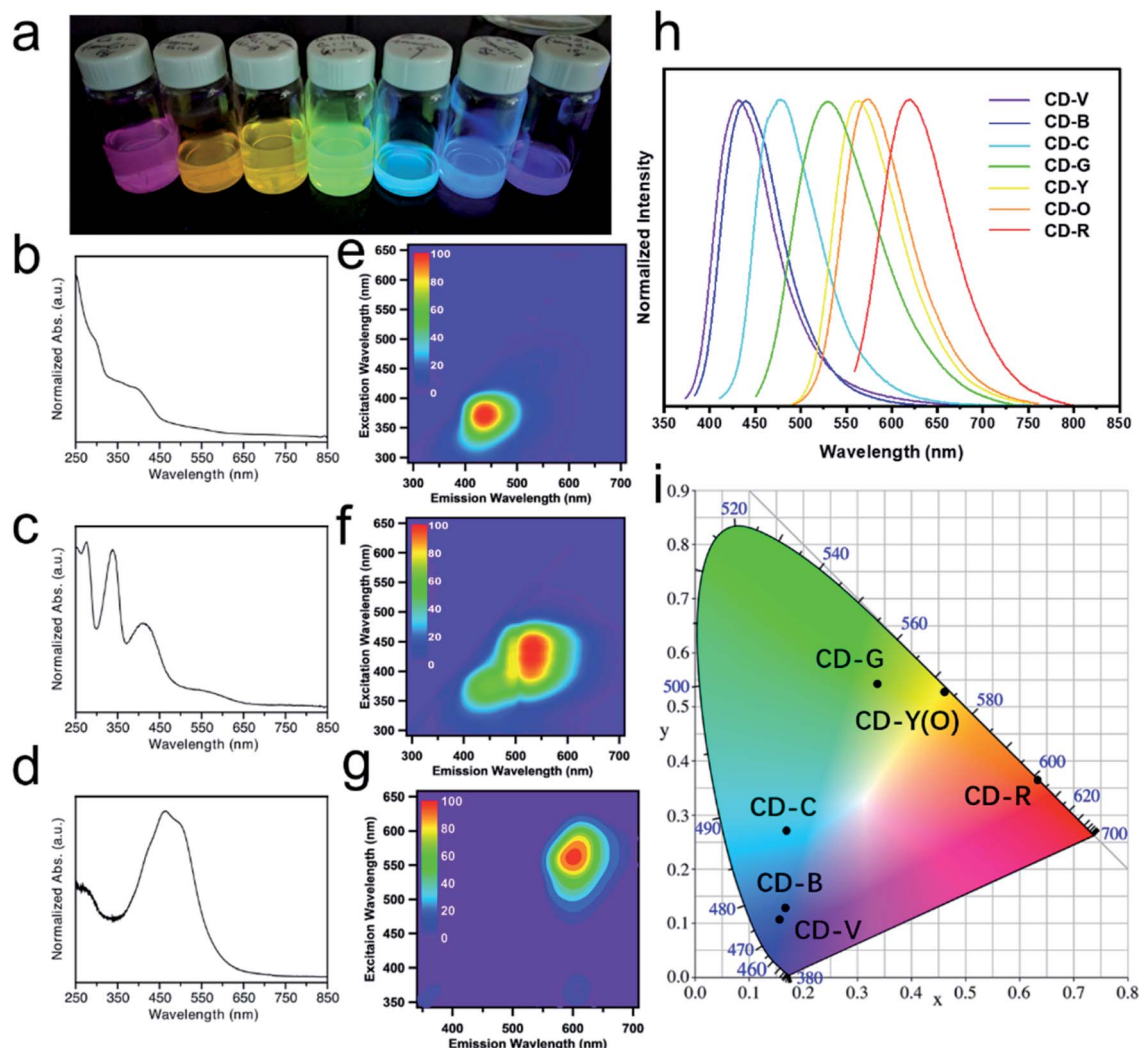 a
b
Normalized Abs. (a.u.)
250 350 450 550 650 750 850
Wavelength (nm)
c
Normalized Abs. (a.u.)
250 350 450 550 650 750 850
Wavelength (nm)
d
Normalized Abs. (a.u.)
250 350 450 550 650 750 850
Wavelength (nm)
e
Excitation Wavelength (nm)
650
600
550
500
450
400
350
300
100
80
60
40
20
0
300 400 500 600 700
Emission Wavelength (nm)
f
Excitation Wavelength (nm)
650
600
550
500
450
400
350
300
100
80
60
40
20
0
300 400 500 600 700
Emission Wavelength (nm)
g
Excitaion Wavelength (nm)
650
600
550
500
450
400
350
100
80
60
40
20
0
400 500 600 700
Emission Wavlength (nm)
h
Normalized Intensity
CD-V
CD-B
CD-C
CD-G
CD-Y
CD-O
CD-R
350 400 450 500 550 600 650 700 750 800 850
Wavelength (nm)
i
0.9
0.8
0.7
0.6
0.5
y
0.4
0.3
0.2
0.1
0.0
520
540
560
500
580
600
620
700
490
480
470
460
380
CD-G
CD-Y(O)
CD-R
CD-C
CD-B
CD-V
0.0 0.1 0.2 0.3 0.4 0.5 0.6 0.7 0.8
x